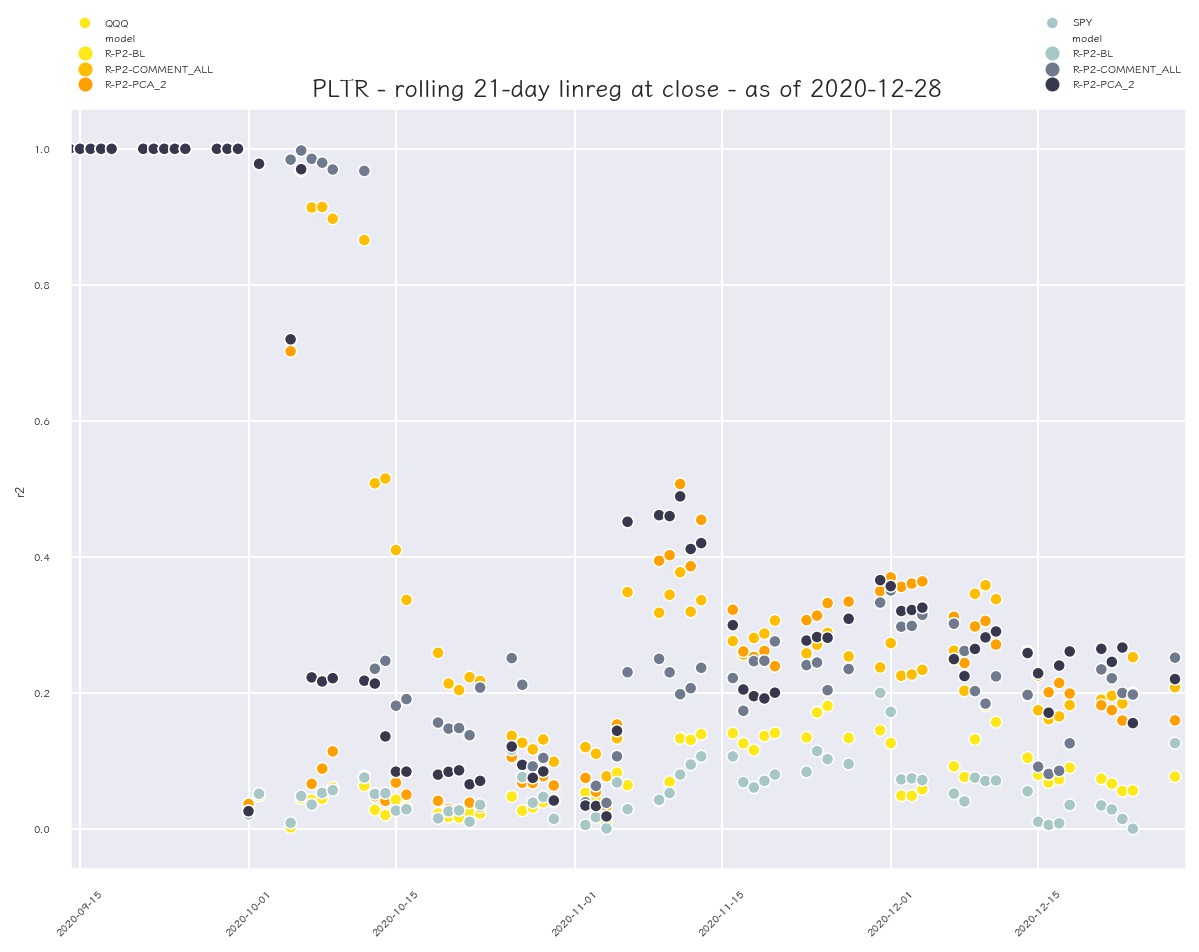 QQQ
model
R-P2-BL
R-P2-COMMENT_ALL
R-P2-PCA_2
SPY
model
R-P2-BL
R-P2-COMMENT_ALL
R-P2-PCA_2
PLTR - rolling 21-day linreg at close - as of 2020-12-28
1.0
0.8
0.6
r2
0.4
0.2
0.0
2020-09-15
2020-10-01
2020-10-15
2020-11-01
2020-11-15
2020-12-01
2020-12-15